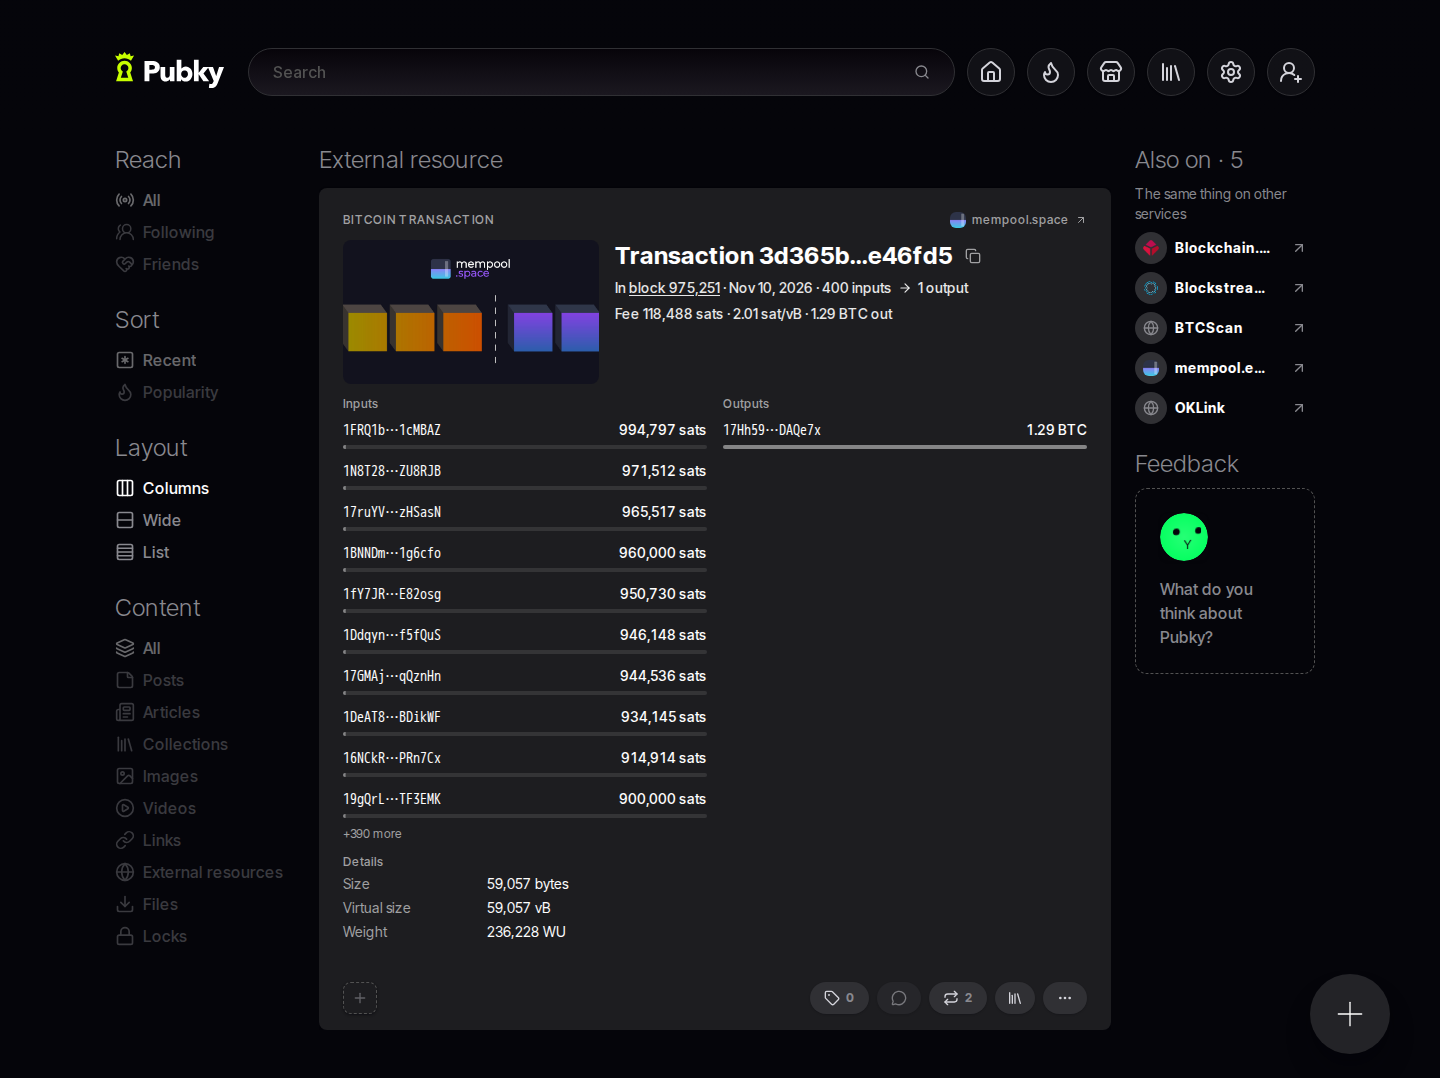 Pubky
Search
Reach
All
Following
Friends
Sort
Recent
Popularity
Layout
Columns
Wide
List
Content
All
Posts
Articles
Collections
Images
Videos
Links
External resources
Files
Locks
External resource
BITCOIN TRANSACTION
mempool.space
mempool
.space
Transaction 3d365b...e46fd5
In block 975,251 · Nov 10, 2026 · 400 inputs → 1 output
Fee 118,488 sats · 2.01 sat/vB · 1.29 BTC out
Inputs
1FRQ1b···1cMBAZ 994,797 sats
1N8T28···ZU8RJB 971,512 sats
17ruYV···zHSasN 965,517 sats
1BNNDm···1g6cfo 960,000 sats
1fY7JR···E82osg 950,730 sats
1Ddqyn···f5fQuS 946,148 sats
17GMAj···qQznHn 944,536 sats
1DeAT8···BDikWF 934,145 sats
16NCkR···PRn7Cx 914,914 sats
19gQrL···TF3EMK 900,000 sats
+390 more
Outputs
17Hh59···DAQe7x 1.29 BTC
Details
Size 59,057 bytes
Virtual size 59,057 vB
Weight 236,228 WU
0
2
Also on · 5
The same thing on other
services
Blockchain....
Blockstrea...
BTCScan
mempool.e...
OKLink
Feedback
What do you
think about
Pubky?